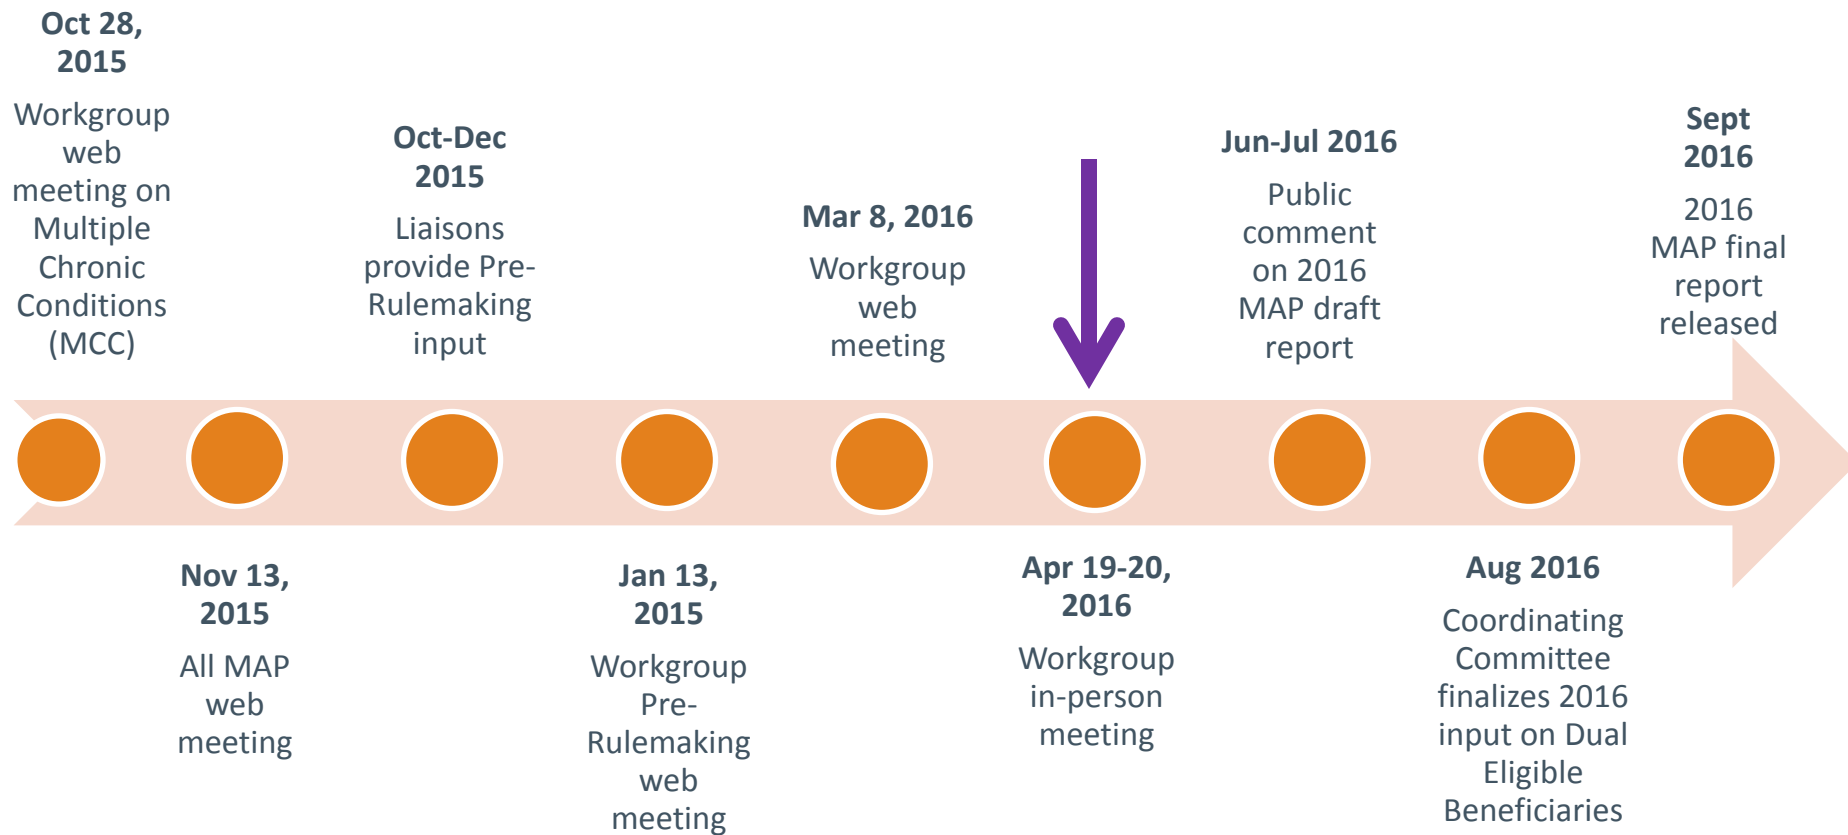 Oct 28,
2015
Workgroup
web
meeting on
Multiple
Chronic
Conditions
(MCC)
Nov 13,
2015
All MAP
web
meeting
Oct-Dec
2015
Liaisons
provide Pre-
Rulemaking
input
Jan 13,
2015
Workgroup
Pre-
Rulemaking
web
meeting
Mar 8, 2016
Workgroup
web
meeting
Apr 19-20,
2016
Workgroup
in-person
meeting
Jun-Jul 2016
Public
comment
on 2016
MAP draft
report
Aug 2016
Coordinating
Committee
finalizes 2016
input on Dual
Eligible
Beneficiaries
Sept
2016
2016
MAP final
report
released